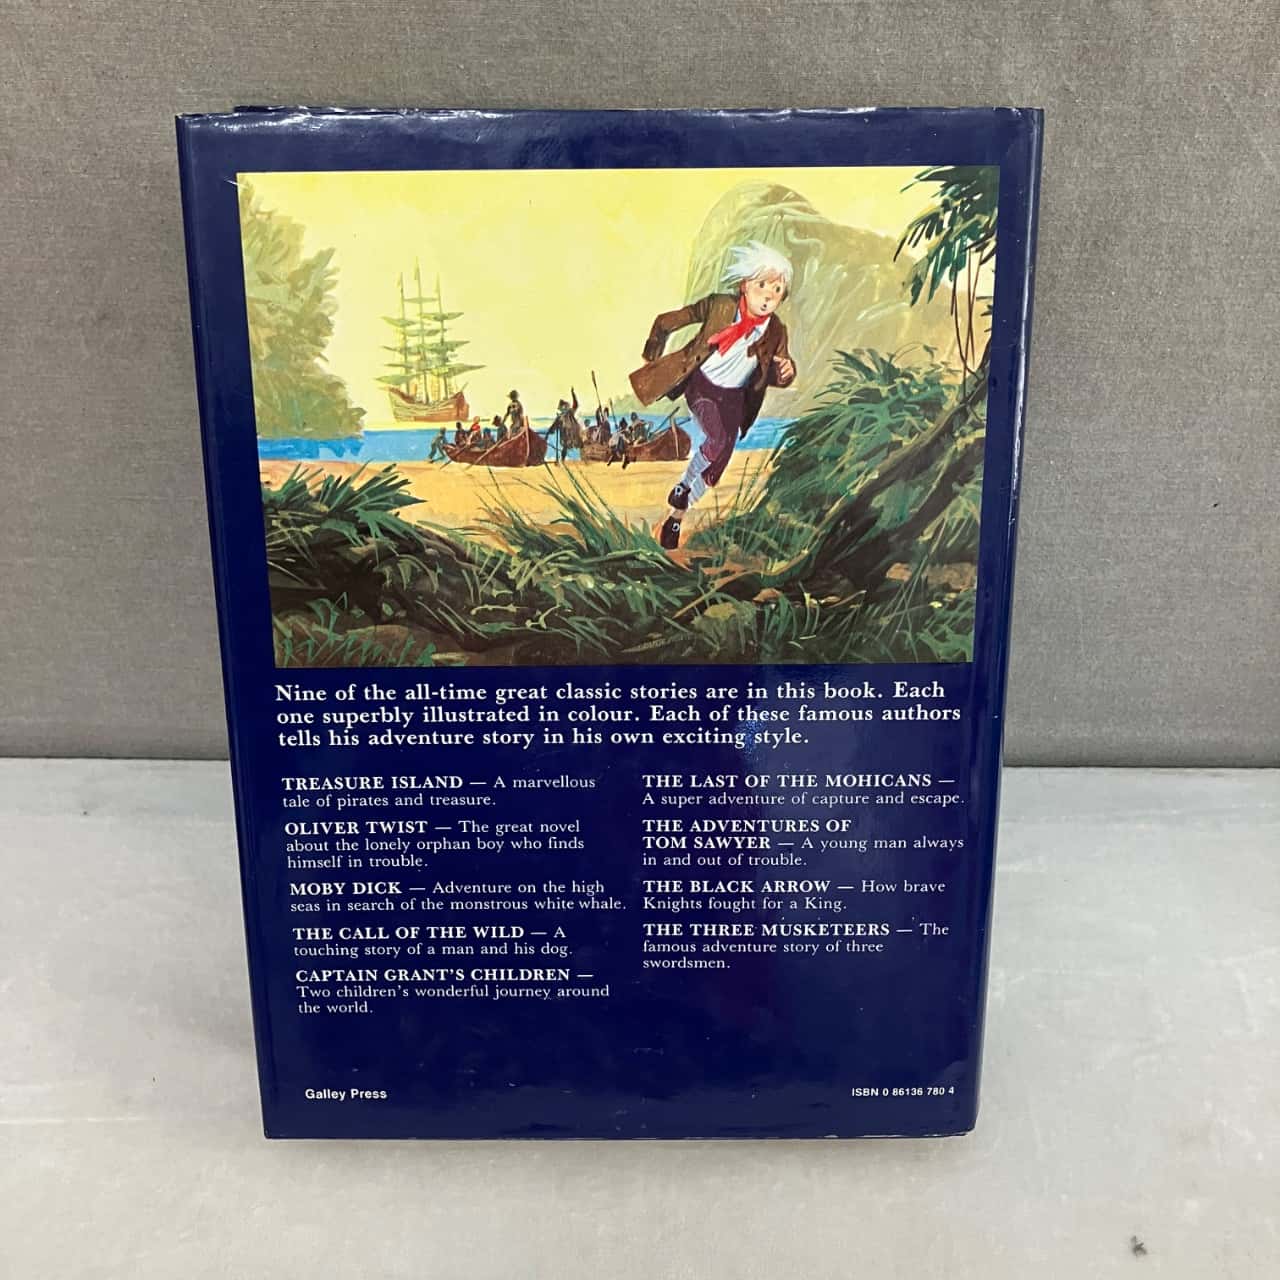 Nine of the all-time great classic stories are in this book. Each
one superbly illustrated in colour. Each of these famous authors
tells his adventure story in his own exciting style.
TREASURE ISLAND — A marvellous
tale of pirates and treasure.
OLIVER TWIST — The great novel
about the lonely orphan boy who finds
himself in trouble.
MOBY DICK — Adventure on the high
seas in search of the monstrous white whale.
THE CALL OF THE WILD — A
touching story of a man and his dog.
CAPTAIN GRANT'S CHILDREN —
Two children's wonderful journey around
the world.
THE LAST OF THE MOHICANS —
A super adventure of capture and escape.
THE ADVENTURES OF
TOM SAWYER — A young man always
in and out of trouble.
THE BLACK ARROW — How brave
Knights fought for a King.
THE THREE MUSKETEERS — The
famous adventure story of three
swordsmen.
Galley Press
ISBN 0 86136 780 4